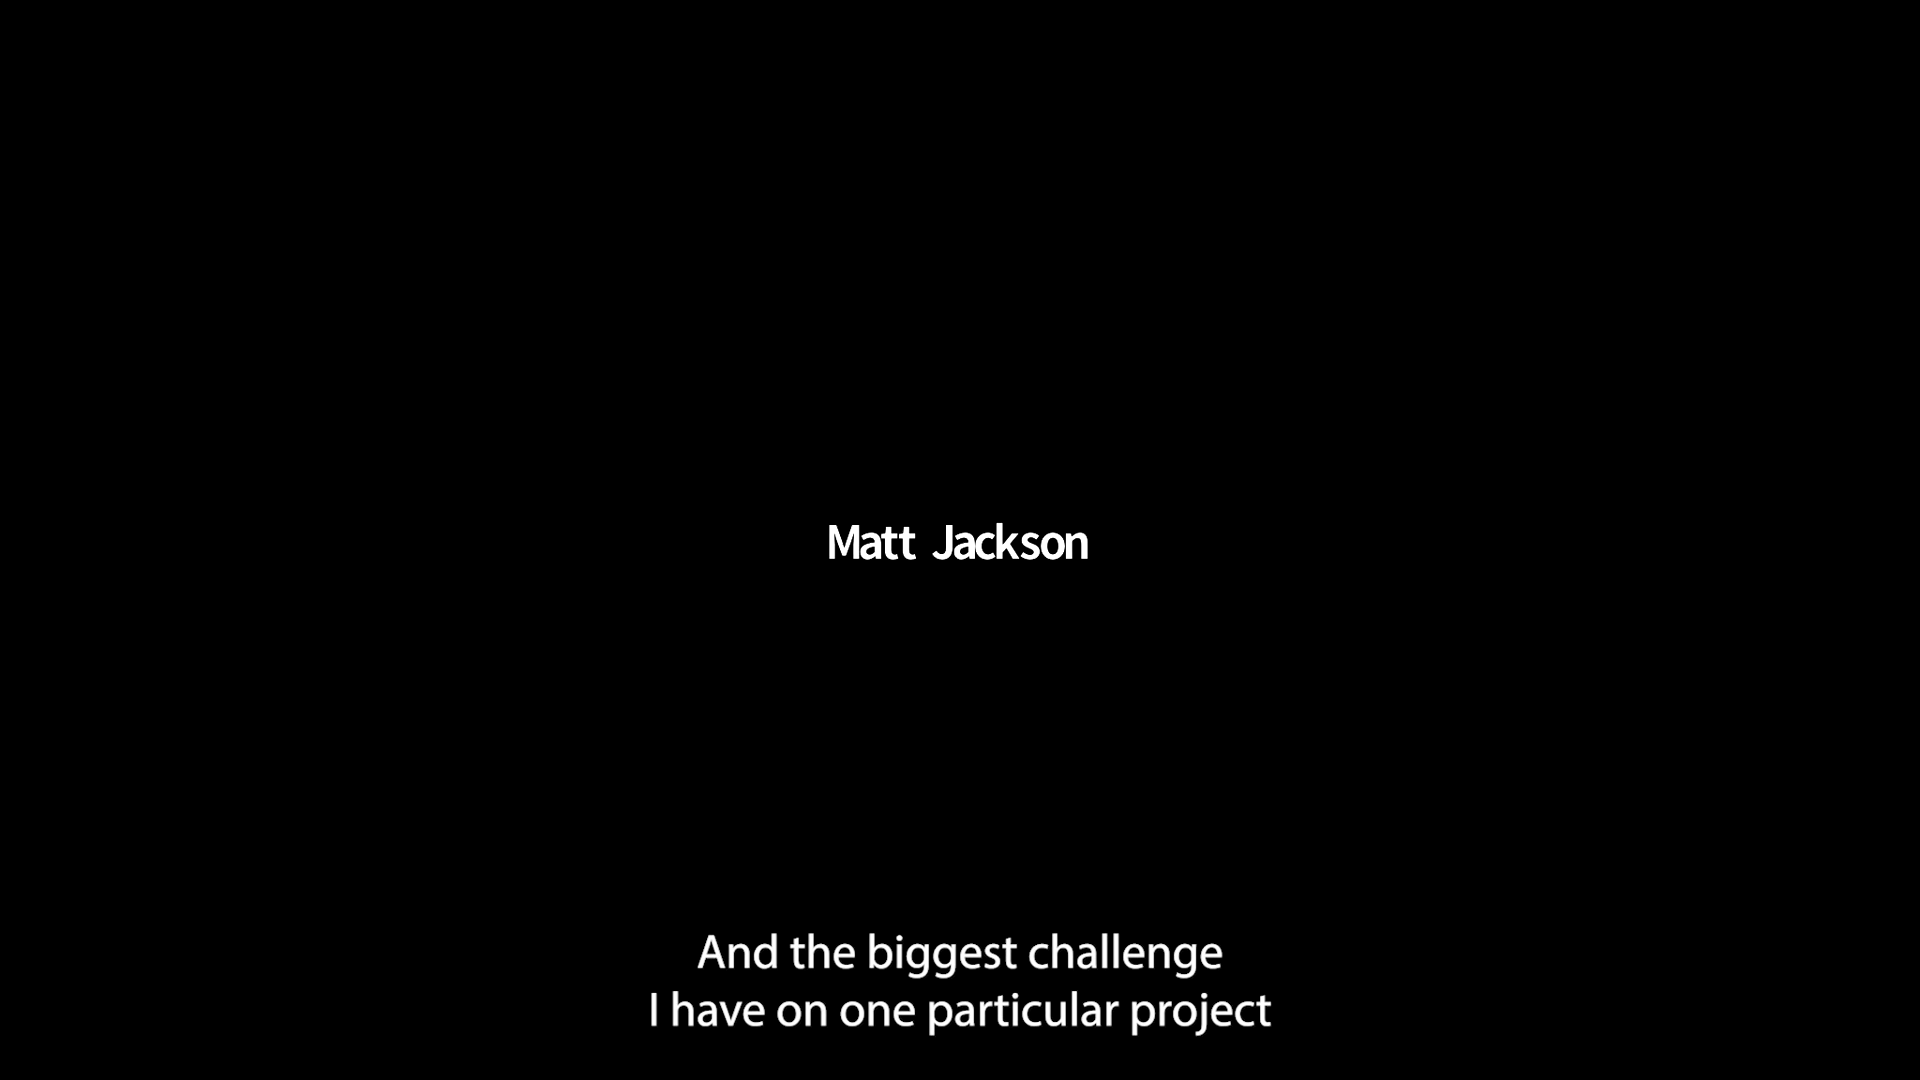 Matt Jackson
And the biggest challenge
I have on one particular project